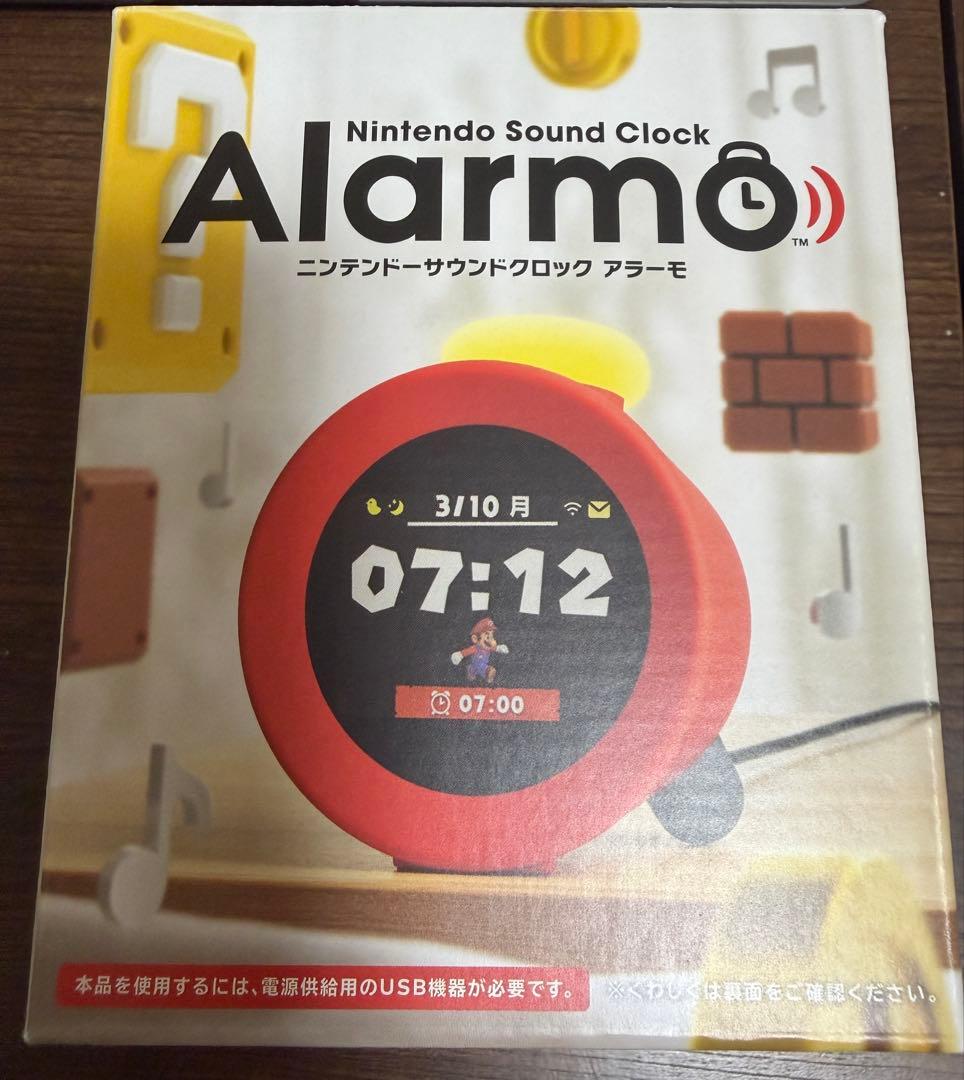 Nintendo Sound Clock
Alarmo™
ニンテンドーサウンドクロック アラーモ
3/10 月
07:12
07:00
本品を使用するには、電源供給用のUSB機器が必要です。
※くわしくは裏面をご確認ください。